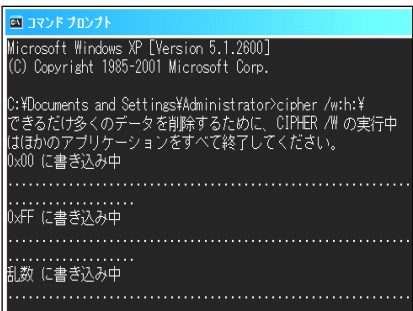 コマンド プロンプト
Microsoft Windows XP [Version 5.1.2600]
(C) Copyright 1985-2001 Microsoft Corp.
C:¥Documents and Settings¥Administrator>cipher /w:h:¥
できるだけ多くのデータを削除するために、CIPHER /W の実行中
はほかのアプリケーションをすべて終了してください。
0x00 に書き込み中
............................................................
...................
0xFF に書き込み中
............................................................
...................
乱数 に書き込み中
............................................................